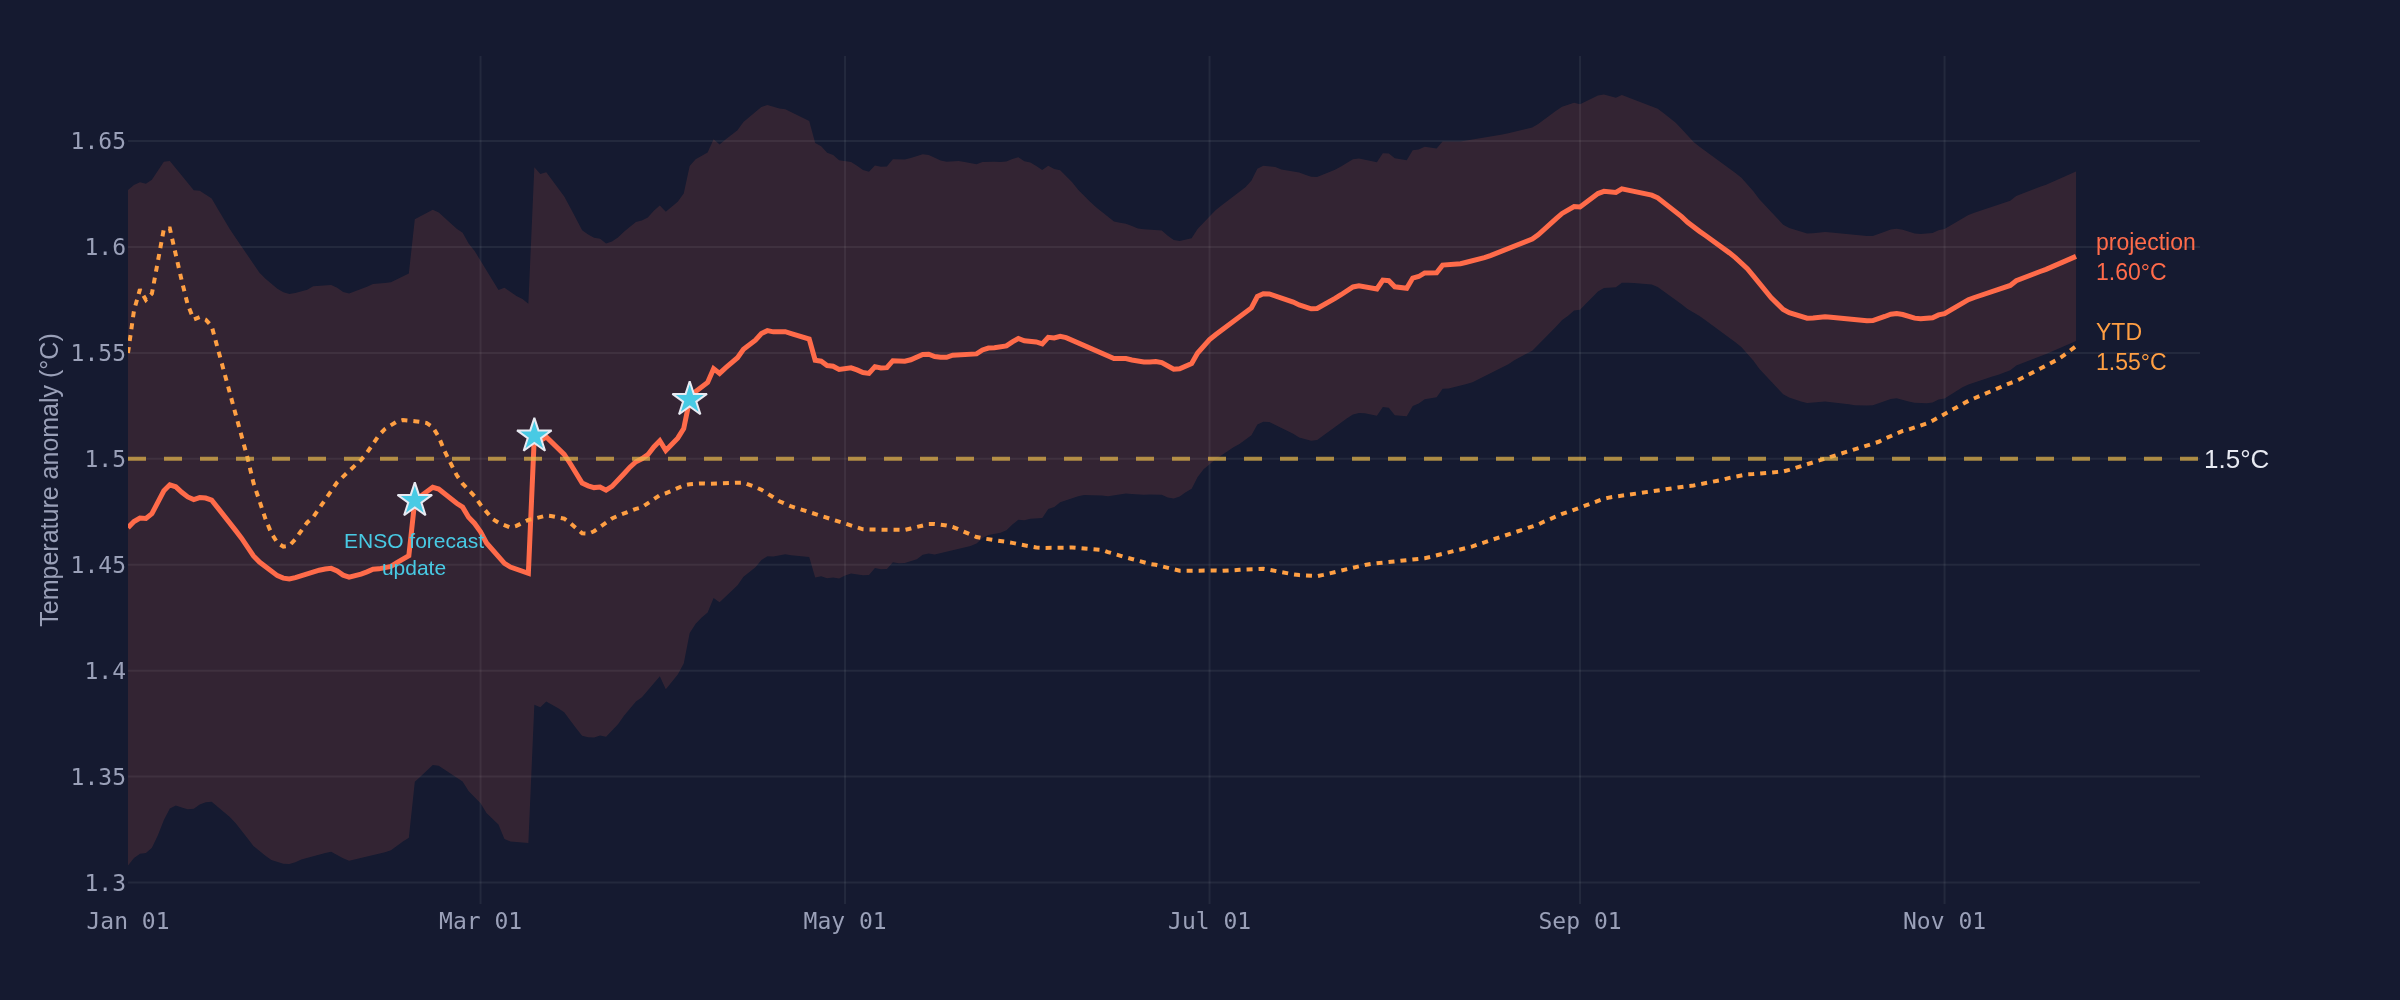 1.65
1.6
1.55
1.5
1.45
1.4
1.35
1.3
Temperature anomaly (°C)
ENSO forecast
update
projection
1.60°C
YTD
1.55°C
1.5°C
Jan 01
Mar 01
May 01
Jul 01
Sep 01
Nov 01